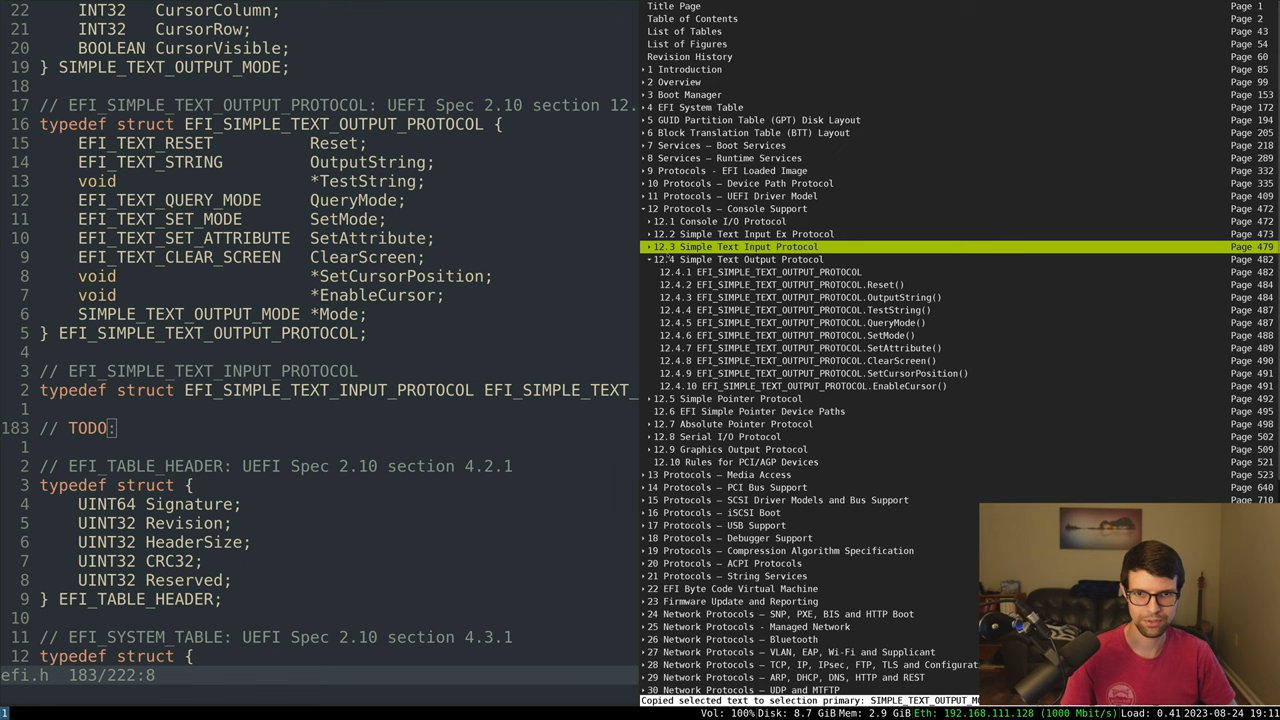 22    INT32   CursorColumn;
21    INT32   CursorRow;
20    BOOLEAN CursorVisible;
19 } SIMPLE_TEXT_OUTPUT_MODE;
18
17 // EFI_SIMPLE_TEXT_OUTPUT_PROTOCOL: UEFI Spec 2.10 section 12.
16 typedef struct EFI_SIMPLE_TEXT_OUTPUT_PROTOCOL {
15    EFI_TEXT_RESET         Reset;
14    EFI_TEXT_STRING        OutputString;
13    void                   *TestString;
12    EFI_TEXT_QUERY_MODE    QueryMode;
11    EFI_TEXT_SET_MODE      SetMode;
10    EFI_TEXT_SET_ATTRIBUTE SetAttribute;
9    EFI_TEXT_CLEAR_SCREEN   ClearScreen;
8    void                    *SetCursorPosition;
7    void                    *EnableCursor;
6    SIMPLE_TEXT_OUTPUT_MODE *Mode;
5 } EFI_SIMPLE_TEXT_OUTPUT_PROTOCOL;
4
3 // EFI_SIMPLE_TEXT_INPUT_PROTOCOL
2 typedef struct EFI_SIMPLE_TEXT_INPUT_PROTOCOL EFI_SIMPLE_TEXT_
1
183 // TODO:
1
2 // EFI_TABLE_HEADER: UEFI Spec 2.10 section 4.2.1
3 typedef struct {
4    UINT64 Signature;
5    UINT32 Revision;
6    UINT32 HeaderSize;
7    UINT32 CRC32;
8    UINT32 Reserved;
9 } EFI_TABLE_HEADER;
10
11 // EFI_SYSTEM_TABLE: UEFI Spec 2.10 section 4.3.1
12 typedef struct {
efi.h  183/222:8
Title Page Page 1
Table of Contents Page 2
List of Tables Page 43
List of Figures Page 54
Revision History Page 60
1 Introduction Page 85
2 Overview Page 99
3 Boot Manager Page 153
4 EFI System Table Page 172
5 GUID Partition Table (GPT) Disk Layout Page 194
6 Block Translation Table (BTT) Layout Page 205
7 Services — Boot Services Page 218
8 Services — Runtime Services Page 289
9 Protocols - EFI Loaded Image Page 332
10 Protocols — Device Path Protocol Page 335
11 Protocols — UEFI Driver Model Page 409
12 Protocols — Console Support Page 472
12.1 Console I/O Protocol Page 472
12.2 Simple Text Input Ex Protocol Page 473
12.3 Simple Text Input Protocol Page 479
12.4 Simple Text Output Protocol Page 482
12.4.1 EFI_SIMPLE_TEXT_OUTPUT_PROTOCOL Page 482
12.4.2 EFI_SIMPLE_TEXT_OUTPUT_PROTOCOL.Reset() Page 484
12.4.3 EFI_SIMPLE_TEXT_OUTPUT_PROTOCOL.OutputString() Page 484
12.4.4 EFI_SIMPLE_TEXT_OUTPUT_PROTOCOL.TestString() Page 487
12.4.5 EFI_SIMPLE_TEXT_OUTPUT_PROTOCOL.QueryMode() Page 487
12.4.6 EFI_SIMPLE_TEXT_OUTPUT_PROTOCOL.SetMode() Page 488
12.4.7 EFI_SIMPLE_TEXT_OUTPUT_PROTOCOL.SetAttribute() Page 489
12.4.8 EFI_SIMPLE_TEXT_OUTPUT_PROTOCOL.ClearScreen() Page 490
12.4.9 EFI_SIMPLE_TEXT_OUTPUT_PROTOCOL.SetCursorPosition() Page 491
12.4.10 EFI_SIMPLE_TEXT_OUTPUT_PROTOCOL.EnableCursor() Page 491
12.5 Simple Pointer Protocol Page 492
12.6 EFI Simple Pointer Device Paths Page 495
12.7 Absolute Pointer Protocol Page 498
12.8 Serial I/O Protocol Page 502
12.9 Graphics Output Protocol Page 509
12.10 Rules for PCI/AGP Devices Page 521
13 Protocols — Media Access Page 523
14 Protocols — PCI Bus Support Page 640
15 Protocols — SCSI Driver Models and Bus Support Page 710
16 Protocols — iSCSI Boot
17 Protocols — USB Support
18 Protocols — Debugger Support
19 Protocols — Compression Algorithm Specification
20 Protocols — ACPI Protocols
21 Protocols — String Services
22 EFI Byte Code Virtual Machine
23 Firmware Update and Reporting
24 Network Protocols — SNP, PXE, BIS and HTTP Boot
25 Network Protocols - Managed Network
26 Network Protocols — Bluetooth
27 Network Protocols — VLAN, EAP, Wi-Fi and Supplicant
28 Network Protocols — TCP, IP, IPsec, FTP, TLS and Configurat
29 Network Protocols — ARP, DHCP, DNS, HTTP and REST
30 Network Protocols — UDP and MTFTP
Copied selected text to selection primary: SIMPLE_TEXT_OUTPUT_M
1 Vol: 100% Disk: 8.7 GiB Mem: 2.9 GiB Eth: 192.168.111.128 (1000 Mbit/s) Load: 0.41 2023-08-24 19:11